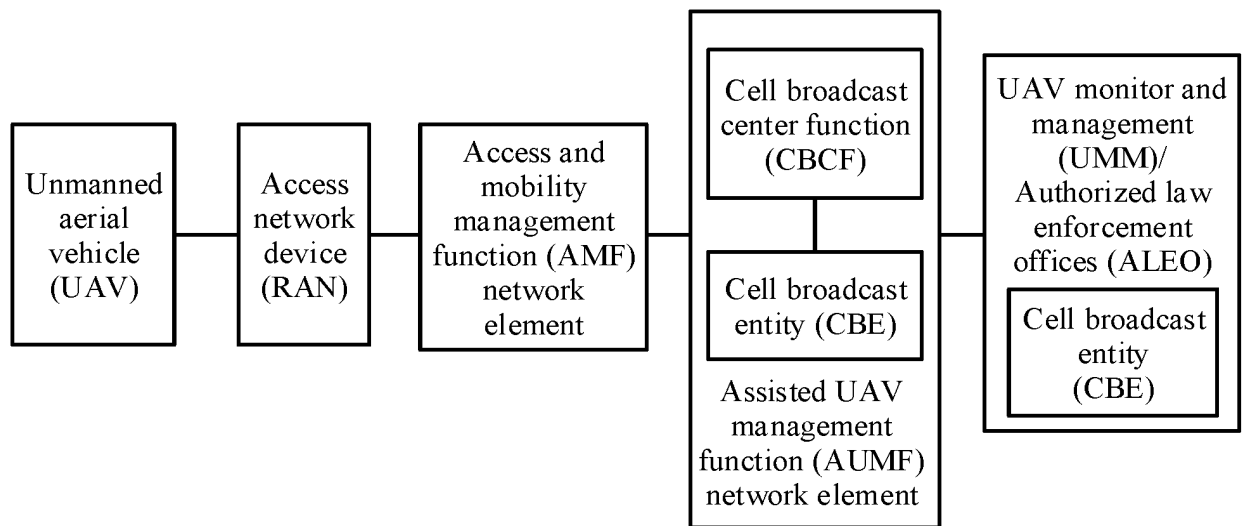 Unmanned
aerial
vehicle
(UAV)
Access
network
device
(RAN)
Access and
mobility
management
function (AMF)
network
element
Cell broadcast
center function
(CBCF)
Cell broadcast
entity (CBE)
Assisted UAV
management
function (AUMF)
network element
UAV monitor and
management
(UMM)/
Authorized law
enforcement
offices (ALEO)
Cell broadcast
entity
(CBE)